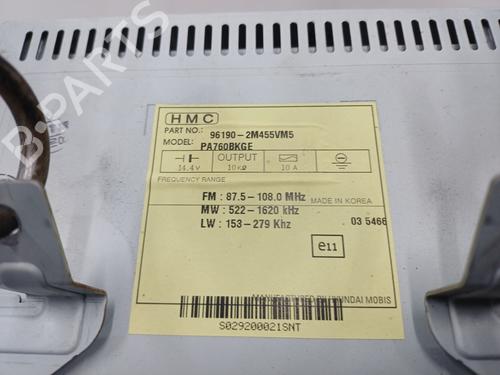 HMC
PART NO.: 96190-2M455VM5
MODEL: PA760BKGE
14.4V OUTPUT 10KΩ 10 A
FREQUENCY RANGE
FM : 87.5-108.0 MHz
MADE IN KOREA
MW : 522-1620 kHz
03 5466
LW : 153-279 Khz
e11
MANUFACTURED BY HYUNDAI MOBIS
S029200021SNT
B-Parts